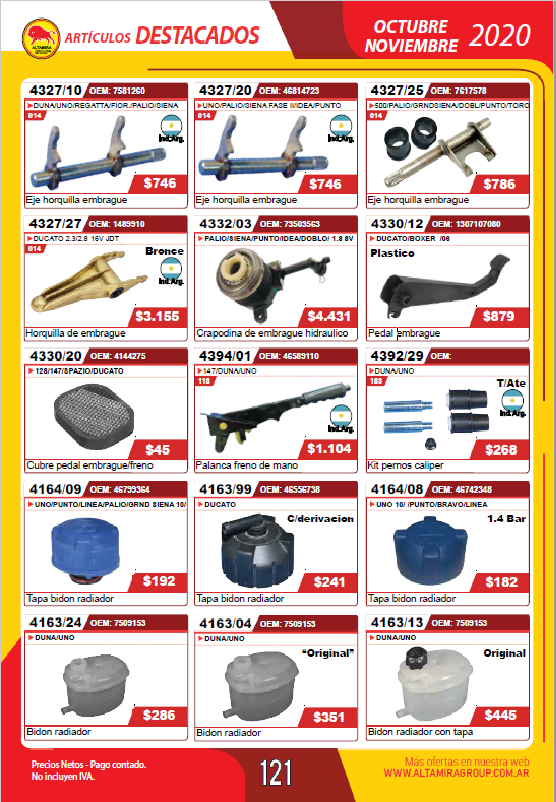 ALTAMIRA
GROUP
ARTÍCULOS DESTACADOS
OCTUBRE
NOVIEMBRE
2020
4327/10 OEM: 7581260
DUNA/UNO/REGATTA/FIOR./PALIO/SIENA
014
Ind.Arg.
$746
Eje horquilla embrague
4327/20 OEM: 46814723
UNO/PALIO/SIENA FASE II/IDEA/PUNTO
Ind.Arg.
$746
Eje horquilla embrague
4327/25 OEM: 7617578
500/PALIO/GRNDSIENA/DOBL/PUNTO/TORO
014
$786
Eje horquilla embrague
4327/27 OEM: 1489910
DUCATO 2.3/2.8 16V JDT
014
Bronce
Ind.Arg.
$3.155
Horquilla de embrague
4332/03 OEM: 73503563
PALIO/SIENA/PUNTO/IDEA/DOBLO/ 1.8 8V
$4.431
Crapodina de embrague hidraulico
4330/12 OEM: 1307107080
DUCATO/BOXER /06
Plastico
$879
Pedal embrague
4330/20 OEM: 4144275
128/147/SPAZIO/DUCATO
$45
Cubre pedal embrague/freno
4394/01 OEM: 46589110
147/DUNA/UNO
118
Ind.Arg.
$1.104
Palanca freno de mano
4392/29 OEM:
DUNA/UNO
183
T/Ate
Ind.Arg.
$268
Kit pernos caliper
4164/09 OEM: 46799364
UNO/PUNTO/LINEA/PALIO/GRND SIENA 10/
$192
Tapa bidon radiador
4163/99 OEM: 46556738
DUCATO
C/derivacion
$241
Tapa bidon radiador
4164/08 OEM: 46742348
UNO 10/ /PUNTO/BRAVO/LINEA
1.4 Bar
$182
Tapa bidon radiador
4163/24 OEM: 7509153
DUNA/UNO
$286
Bidon radiador
4163/04 OEM: 7509153
DUNA/UNO
“Original”
$351
Bidon radiador
4163/13 OEM: 7509153
DUNA/UNO
Original
$445
Bidon radiador con tapa
Precios Netos - Pago contado.
No incluyen IVA.
121
Más ofertas en nuestra web
WWW.ALTAMIRAGROUP.COM.AR